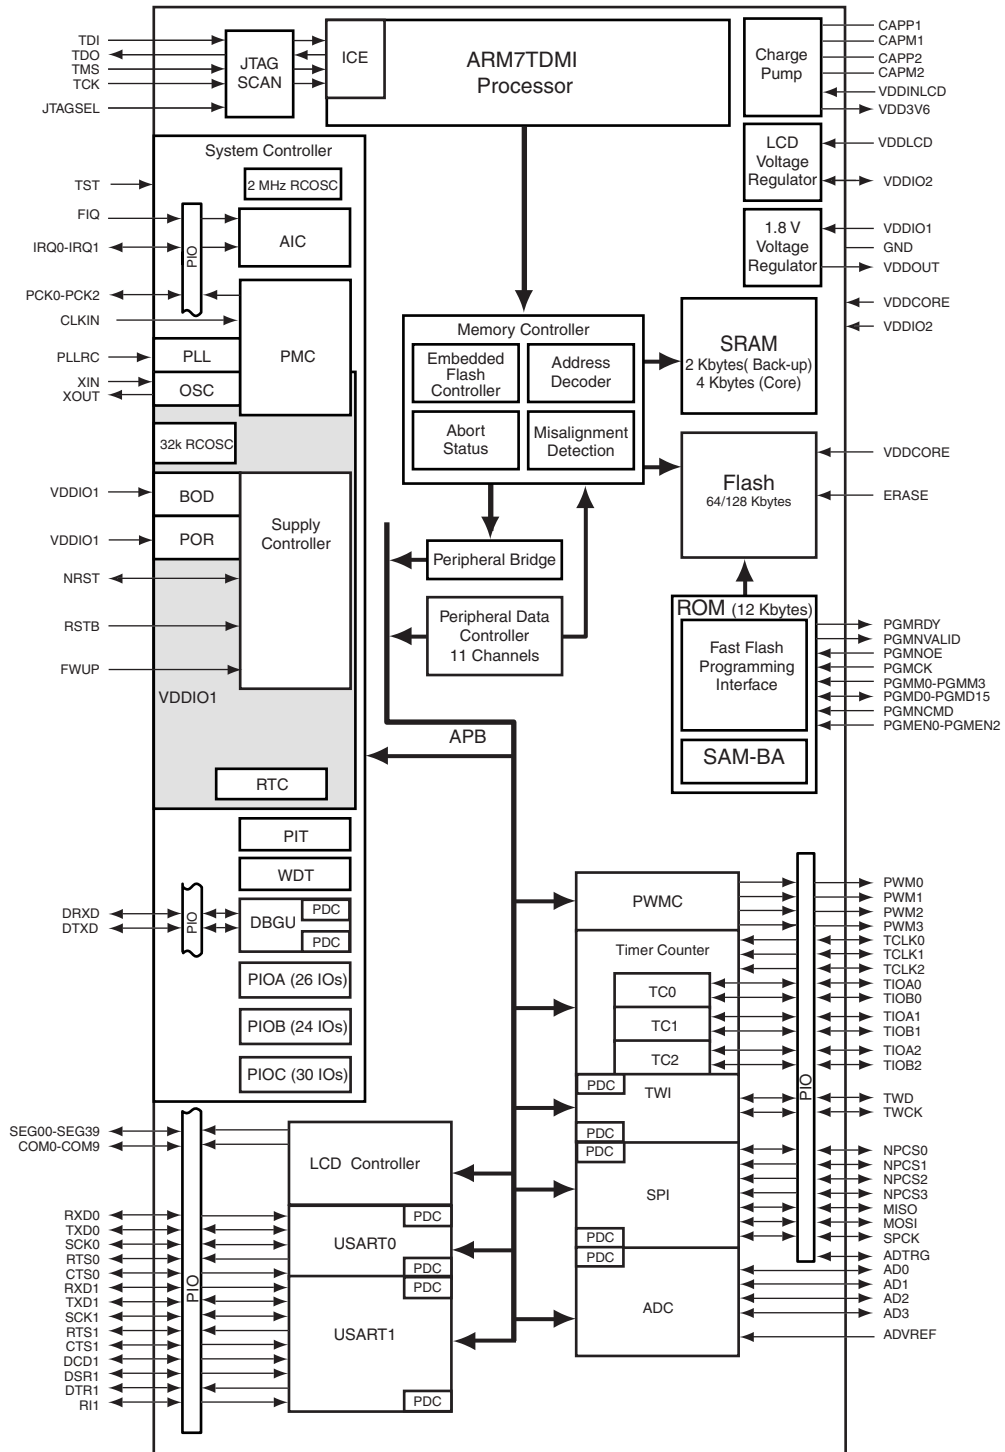 TDI
TDO
TMS
TCK
JTAGSEL
JTAG
SCAN
ICE
ARM7TDMI
Processor
Charge
Pump
CAPP1
CAPM1
CAPP2
CAPM2
VDDINLCD
VDD3V6
LCD
Voltage
Regulator
VDDLCD
VDDIO2
1.8 V
Voltage
Regulator
VDDIO1
GND
VDDOUT
VDDCORE
VDDIO2
System Controller
2 MHz RCOSC
TST
FIQ
IRQ0-IRQ1
PIO
AIC
PCK0-PCK2
CLKIN
PMC
PLLRC
PLL
XIN
XOUT
OSC
32k RCOSC
VDDIO1
BOD
VDDIO1
POR
Supply
Controller
NRST
RSTB
FWUP
VDDIO1
RTC
PIT
WDT
DRXD
DTXD
PIO
DBGU
PDC
PDC
PIOA (26 IOs)
PIOB (24 IOs)
PIOC (30 IOs)
Memory Controller
Embedded
Flash
Controller
Address
Decoder
Abort
Status
Misalignment
Detection
SRAM
2 Kbytes( Back-up)
4 Kbytes (Core)
Flash
64/128 Kbytes
VDDCORE
ERASE
Peripheral Bridge
Peripheral Data
Controller
11 Channels
APB
ROM (12 Kbytes)
Fast Flash
Programming
Interface
SAM-BA
PGMRDY
PGMNVALID
PGMNOE
PGMCK
PGMM0-PGMM3
PGMD0-PGMD15
PGMNCMD
PGMEN0-PGMEN2
SEG00-SEG39
COM0-COM9
LCD Controller
RXD0
TXD0
SCK0
RTS0
CTS0
RXD1
TXD1
SCK1
RTS1
CTS1
DCD1
DSR1
DTR1
RI1
PIO
PDC
USART0
PDC
PDC
USART1
PDC
PWMC
Timer Counter
TC0
TC1
TC2
PDC
TWI
PDC
PDC
SPI
PDC
PDC
ADC
PIO
PWM0
PWM1
PWM2
PWM3
TCLK0
TCLK1
TCLK2
TIOA0
TIOB0
TIOA1
TIOB1
TIOA2
TIOB2
TWD
TWCK
NPCS0
NPCS1
NPCS2
NPCS3
MISO
MOSI
SPCK
ADTRG
AD0
AD1
AD2
AD3
ADVREF